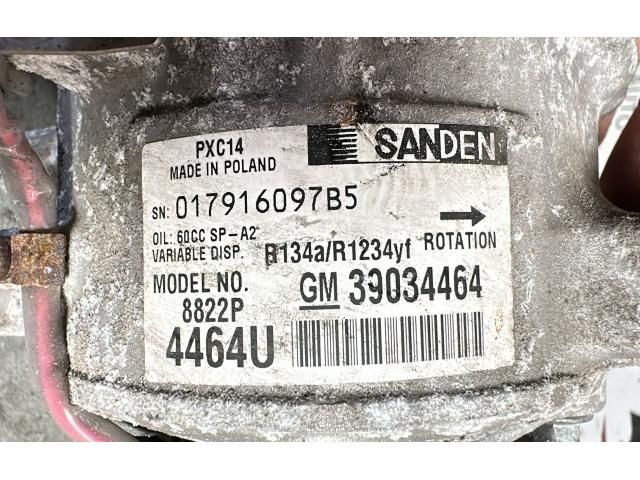 PXC14
SANDEN
MADE IN POLAND
SN: 017916097B5
OIL: 60CC SP-A2
VARIABLE DISP. R134a/R1234yf ROTATION
MODEL NO. GM 39034464
8822P
4464U